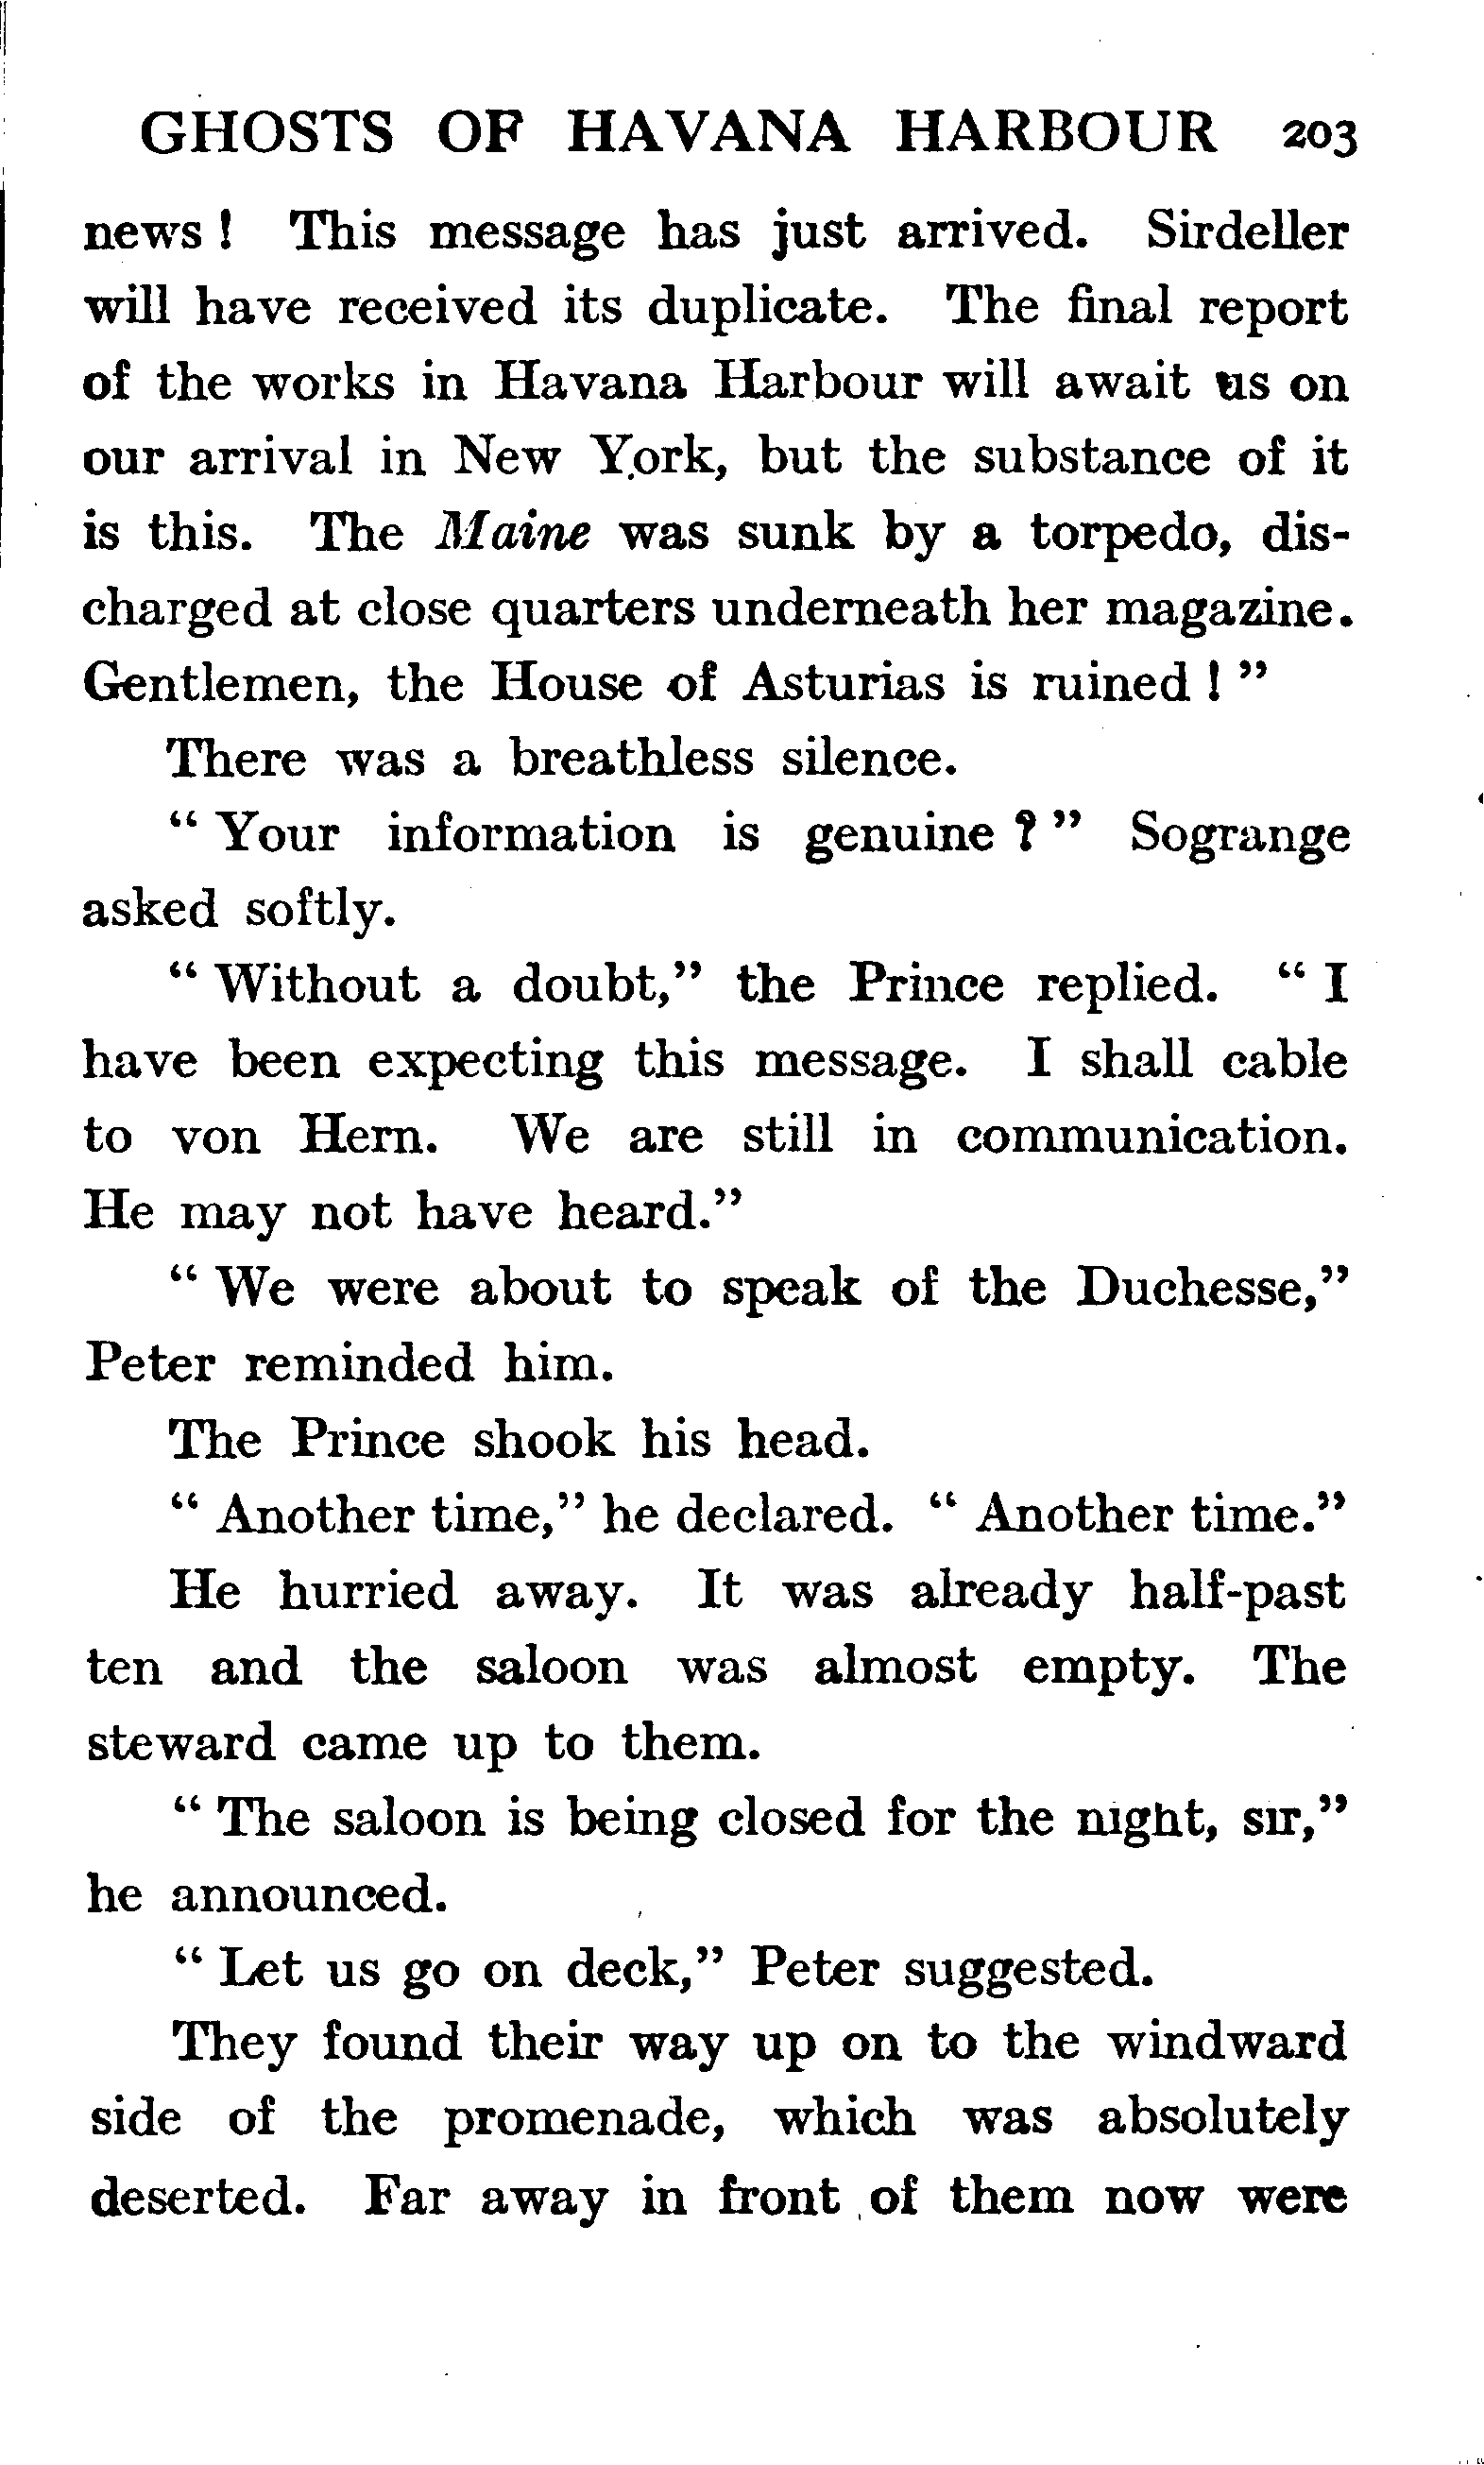 GHOSTS OF HAVANA HARBOUR 203
news ! This message has just arrived. Sirdeller
will have received its duplicate. The final report
of the works in Havana Harbour will await us on
our arrival in New York, but the substance of it
is this. The Maine was sunk by a torpedo, dis-
charged at close quarters underneath her magazine.
Gentlemen, the House of Asturias is ruined ! ”
There was a breathless silence.
“ Your information is genuine ? ” Sogrange
asked softly.
“ Without a doubt,” the Prince replied. “ I
have been expecting this message. I shall cable
to von Hern. We are still in communication.
He may not have heard.”
“ We were about to speak of the Duchesse,”
Peter reminded him.
The Prince shook his head.
“ Another time,” he declared. “ Another time.”
He hurried away. It was already half-past
ten and the saloon was almost empty. The
steward came up to them.
“ The saloon is being closed for the night, sir,”
he announced.
“ Let us go on deck,” Peter suggested.
They found their way up on to the windward
side of the promenade, which was absolutely
deserted. Far away in front of them now were